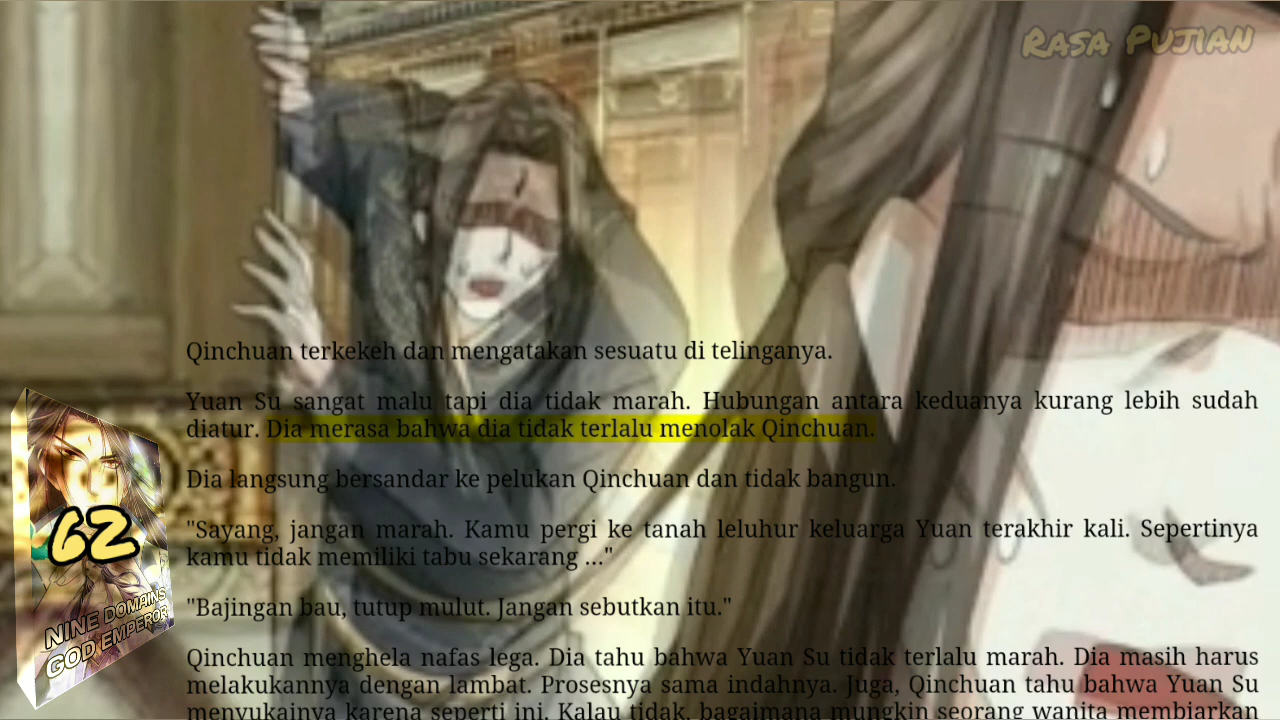 Rasa Pujian
Qinchuan terkekeh dan mengatakan sesuatu di telinganya.
Yuan Su sangat malu tapi dia tidak marah. Hubungan antara keduanya kurang lebih sudah
diatur. Dia merasa bahwa dia tidak terlalu menolak Qinchuan.
Dia langsung bersandar ke pelukan Qinchuan dan tidak bangun.
"Sayang, jangan marah. Kamu pergi ke tanah leluhur keluarga Yuan terakhir kali. Sepertinya
kamu tidak memiliki tabu sekarang ..."
"Bajingan bau, tutup mulut. Jangan sebutkan itu."
Qinchuan menghela nafas lega. Dia tahu bahwa Yuan Su tidak terlalu marah. Dia masih harus
melakukannya dengan lambat. Prosesnya sama indahnya. Juga, Qinchuan tahu bahwa Yuan Su
menyukainya karena seperti ini. Kalau tidak, bagaimana mungkin seorang wanita membiarkan
62
NINE DOMAINS
GOD EMPEROR